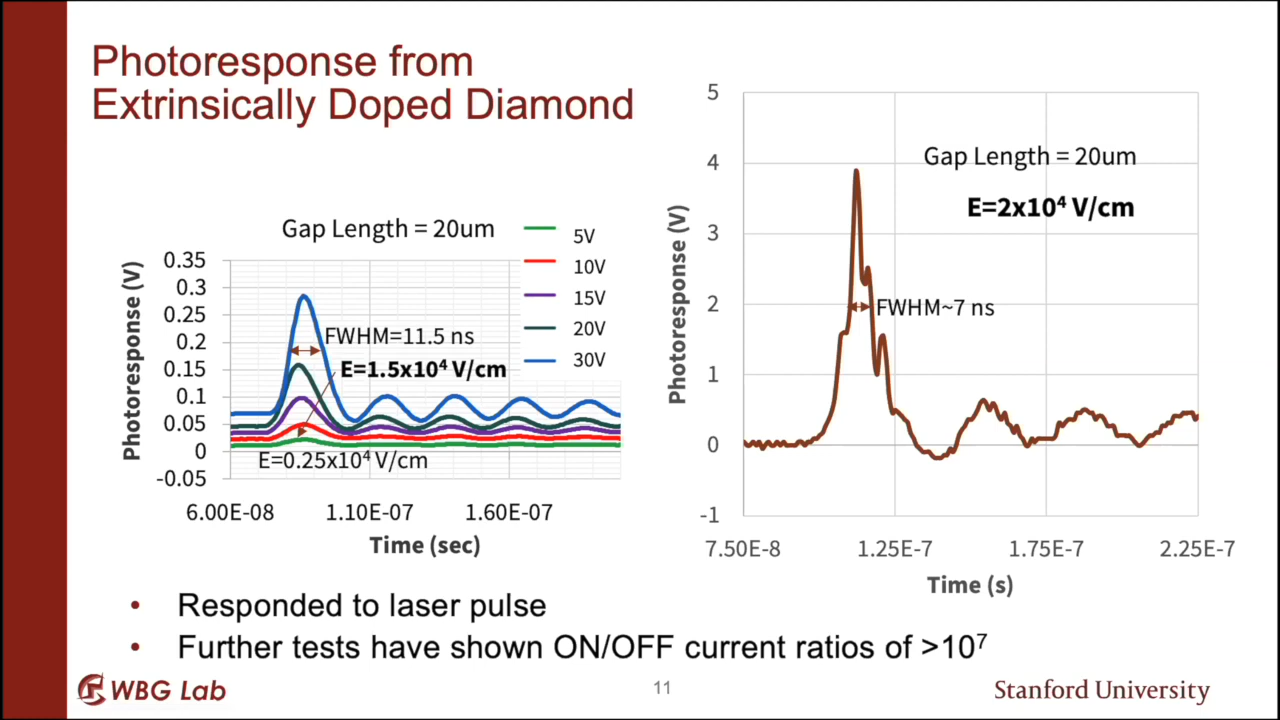 Photoresponse from
Extrinsically Doped Diamond
Gap Length = 20um
5V
10V
15V
20V
30V
0.35
0.3
0.25
0.2
0.15
0.1
0.05
0
-0.05
Photoresponse (V)
FWHM=11.5 ns
E=1.5x10⁴ V/cm
E=0.25x10⁴ V/cm
6.00E-08
1.10E-07
1.60E-07
Time (sec)
5
4
3
2
1
0
-1
Photoresponse (V)
Gap Length = 20um
E=2x10⁴ V/cm
FWHM~7 ns
7.50E-8
1.25E-7
1.75E-7
2.25E-7
Time (s)
• Responded to laser pulse
• Further tests have shown ON/OFF current ratios of >10⁷
WBG Lab
11
Stanford University